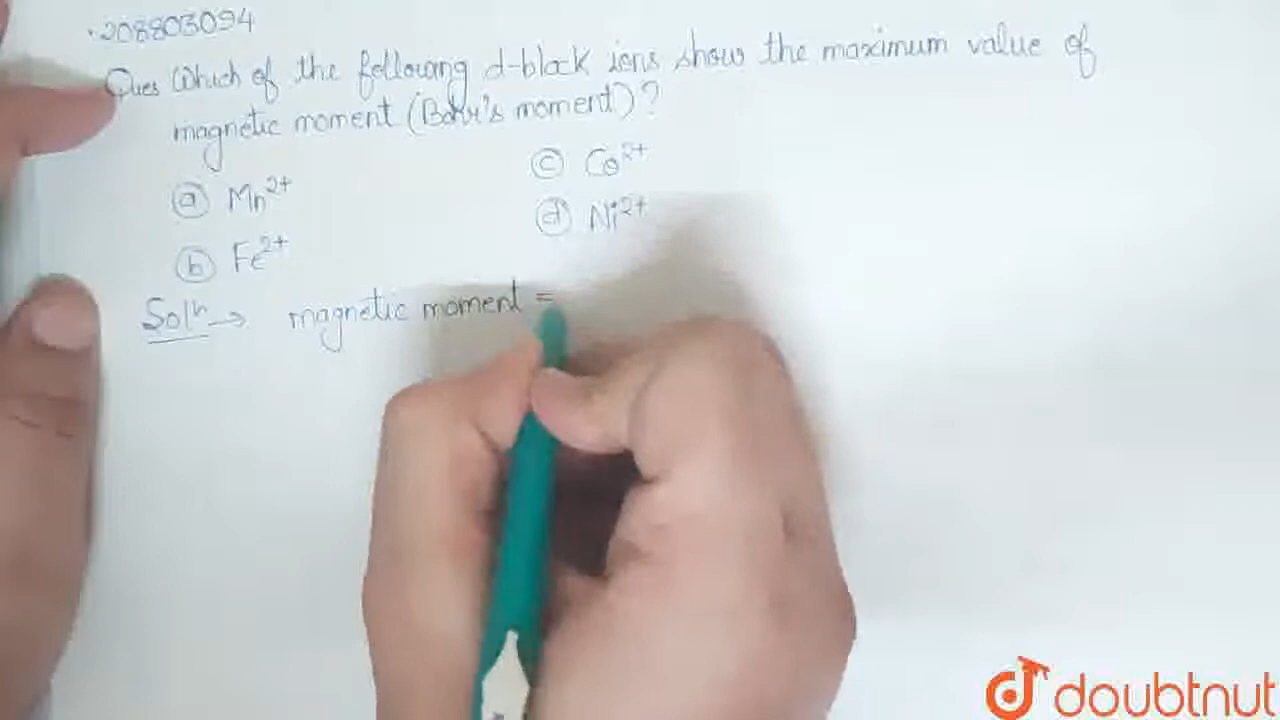 208803094
Ques Which of the following d-block ions show the maximum value of
magnetic moment (Bohr's moment)?
(a) Mn²⁺
(c) Co²⁺
(b) Fe²⁺
(d) Ni²⁺
Solⁿ → magnetic moment =
doubtnut